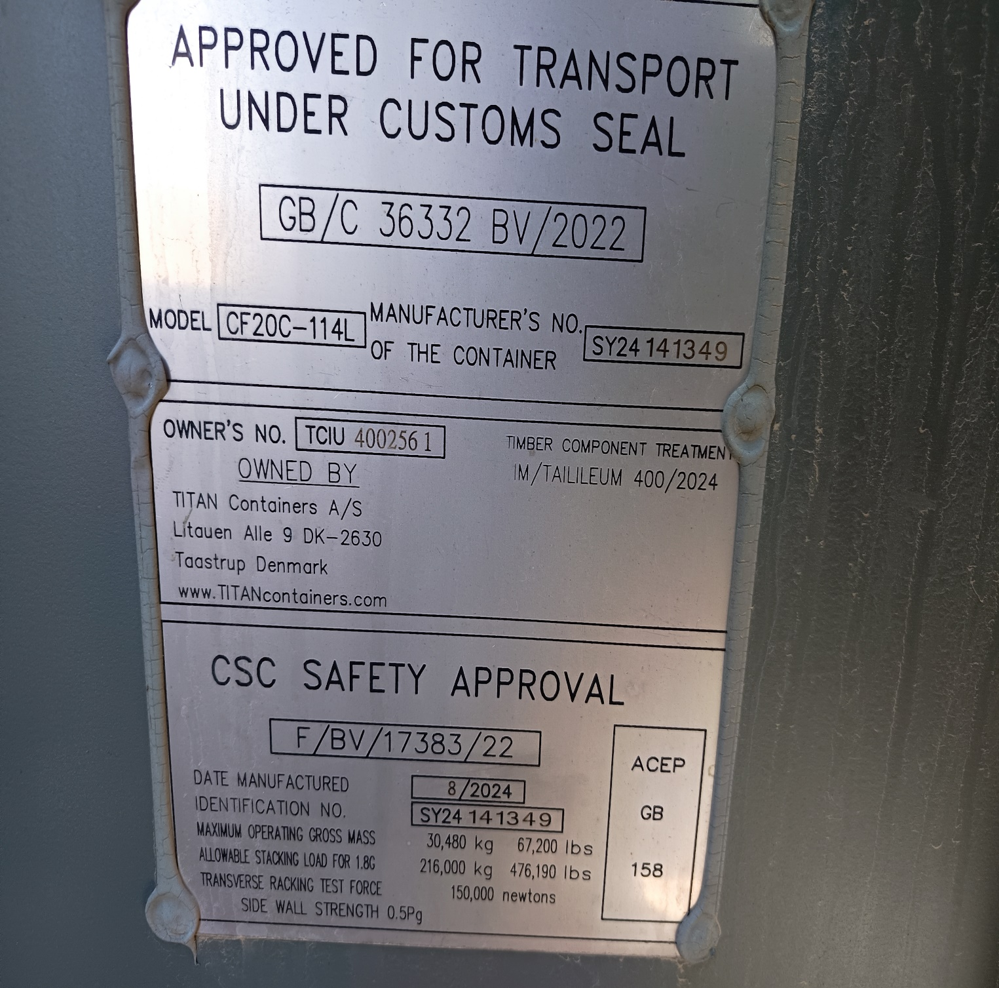 APPROVED FOR TRANSPORT
UNDER CUSTOMS SEAL
GB/C 36332 BV/2022
MODEL CF20C-114L MANUFACTURER'S NO.
OF THE CONTAINER SY24 141349
OWNER'S NO. TCIU 400256 1
OWNED BY
TITAN Containers A/S
Litauen Alle 9 DK-2630
Taastrup Denmark
www.TITANcontainers.com
TIMBER COMPONENT TREATMENT
IM/TAILILEUM 400/2024
CSC SAFETY APPROVAL
F/BV/17383/22
DATE MANUFACTURED 8/2024
IDENTIFICATION NO. SY24 141349
MAXIMUM OPERATING GROSS MASS 30,480 kg 67,200 lbs
ALLOWABLE STACKING LOAD FOR 1.8G 216,000 kg 476,190 lbs
TRANSVERSE RACKING TEST FORCE 150,000 newtons
SIDE WALL STRENGTH 0.5Pg
ACEP
GB
158